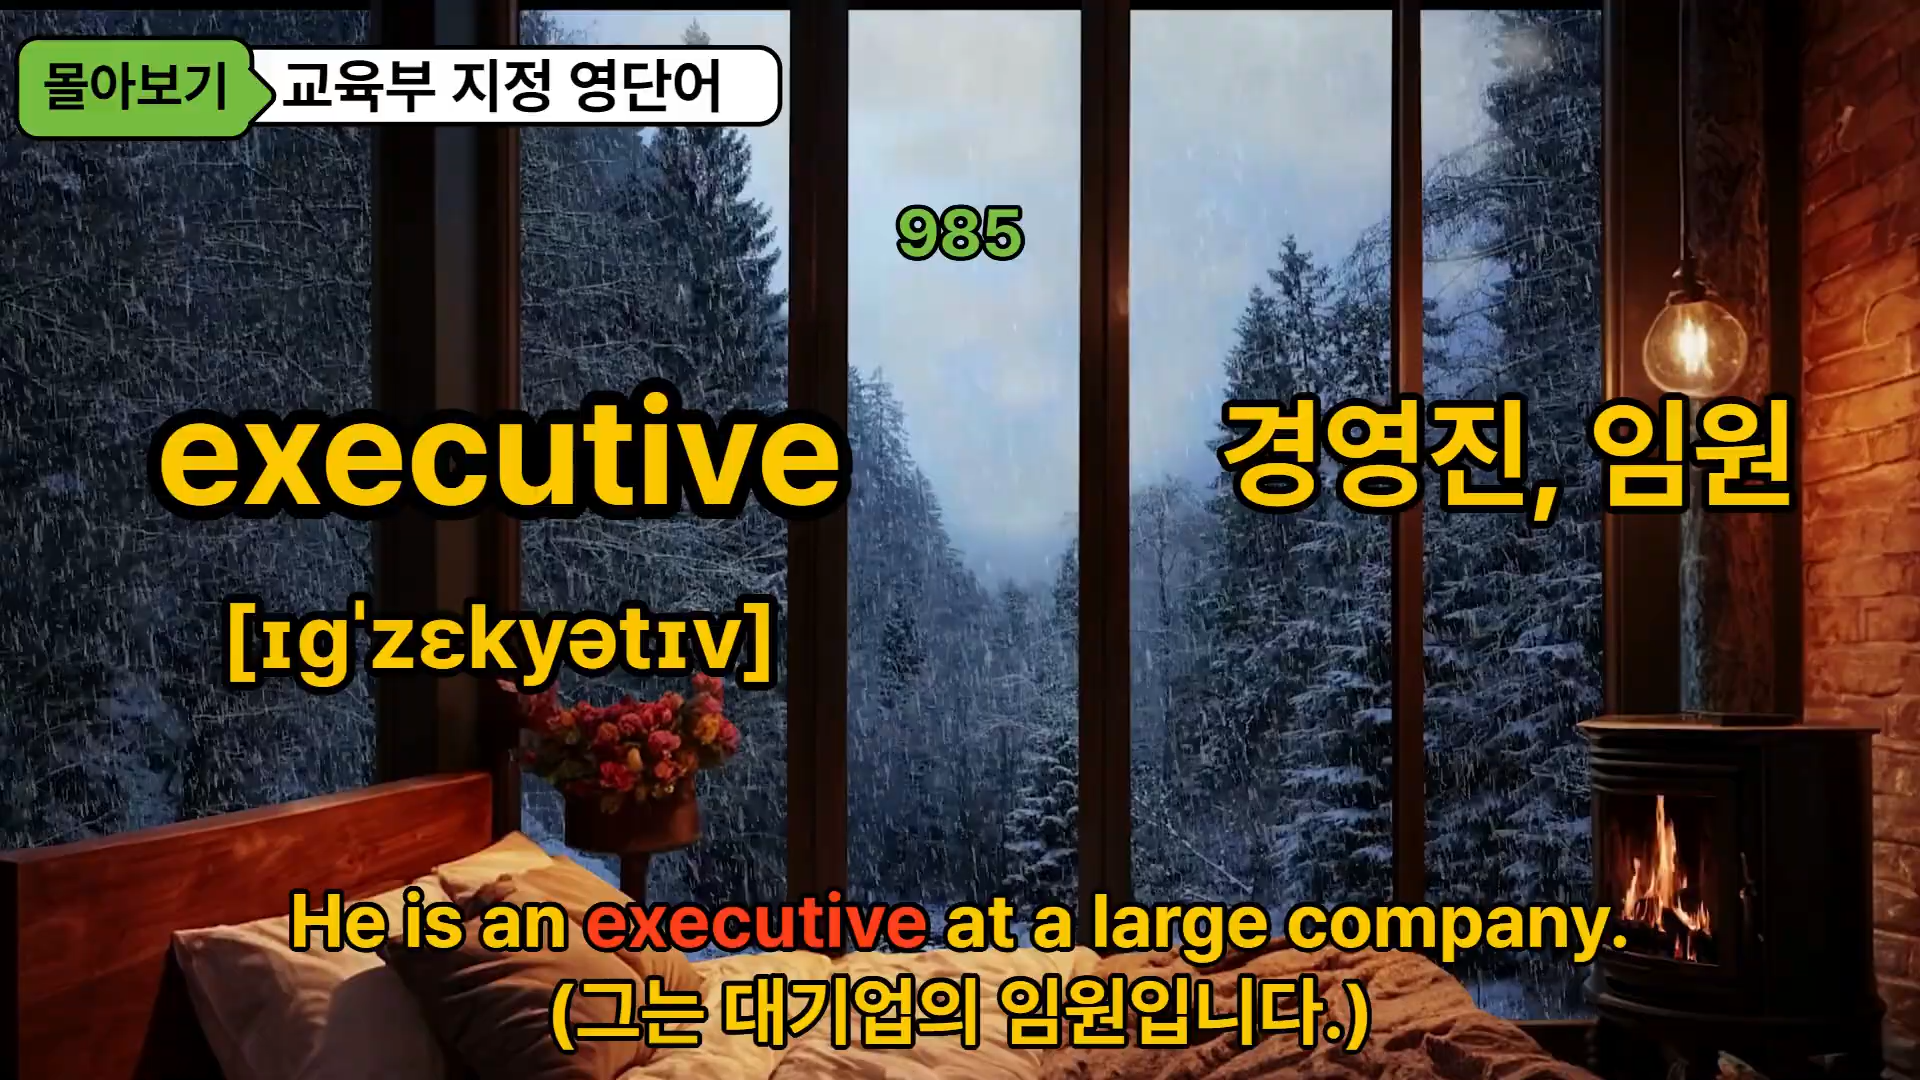 몰아보기 교육부 지정 영단어
985
executive 경영진, 임원
[ɪgˈzɛkyətɪv]
He is an executive at a large company.
(그는 대기업의 임원입니다.)